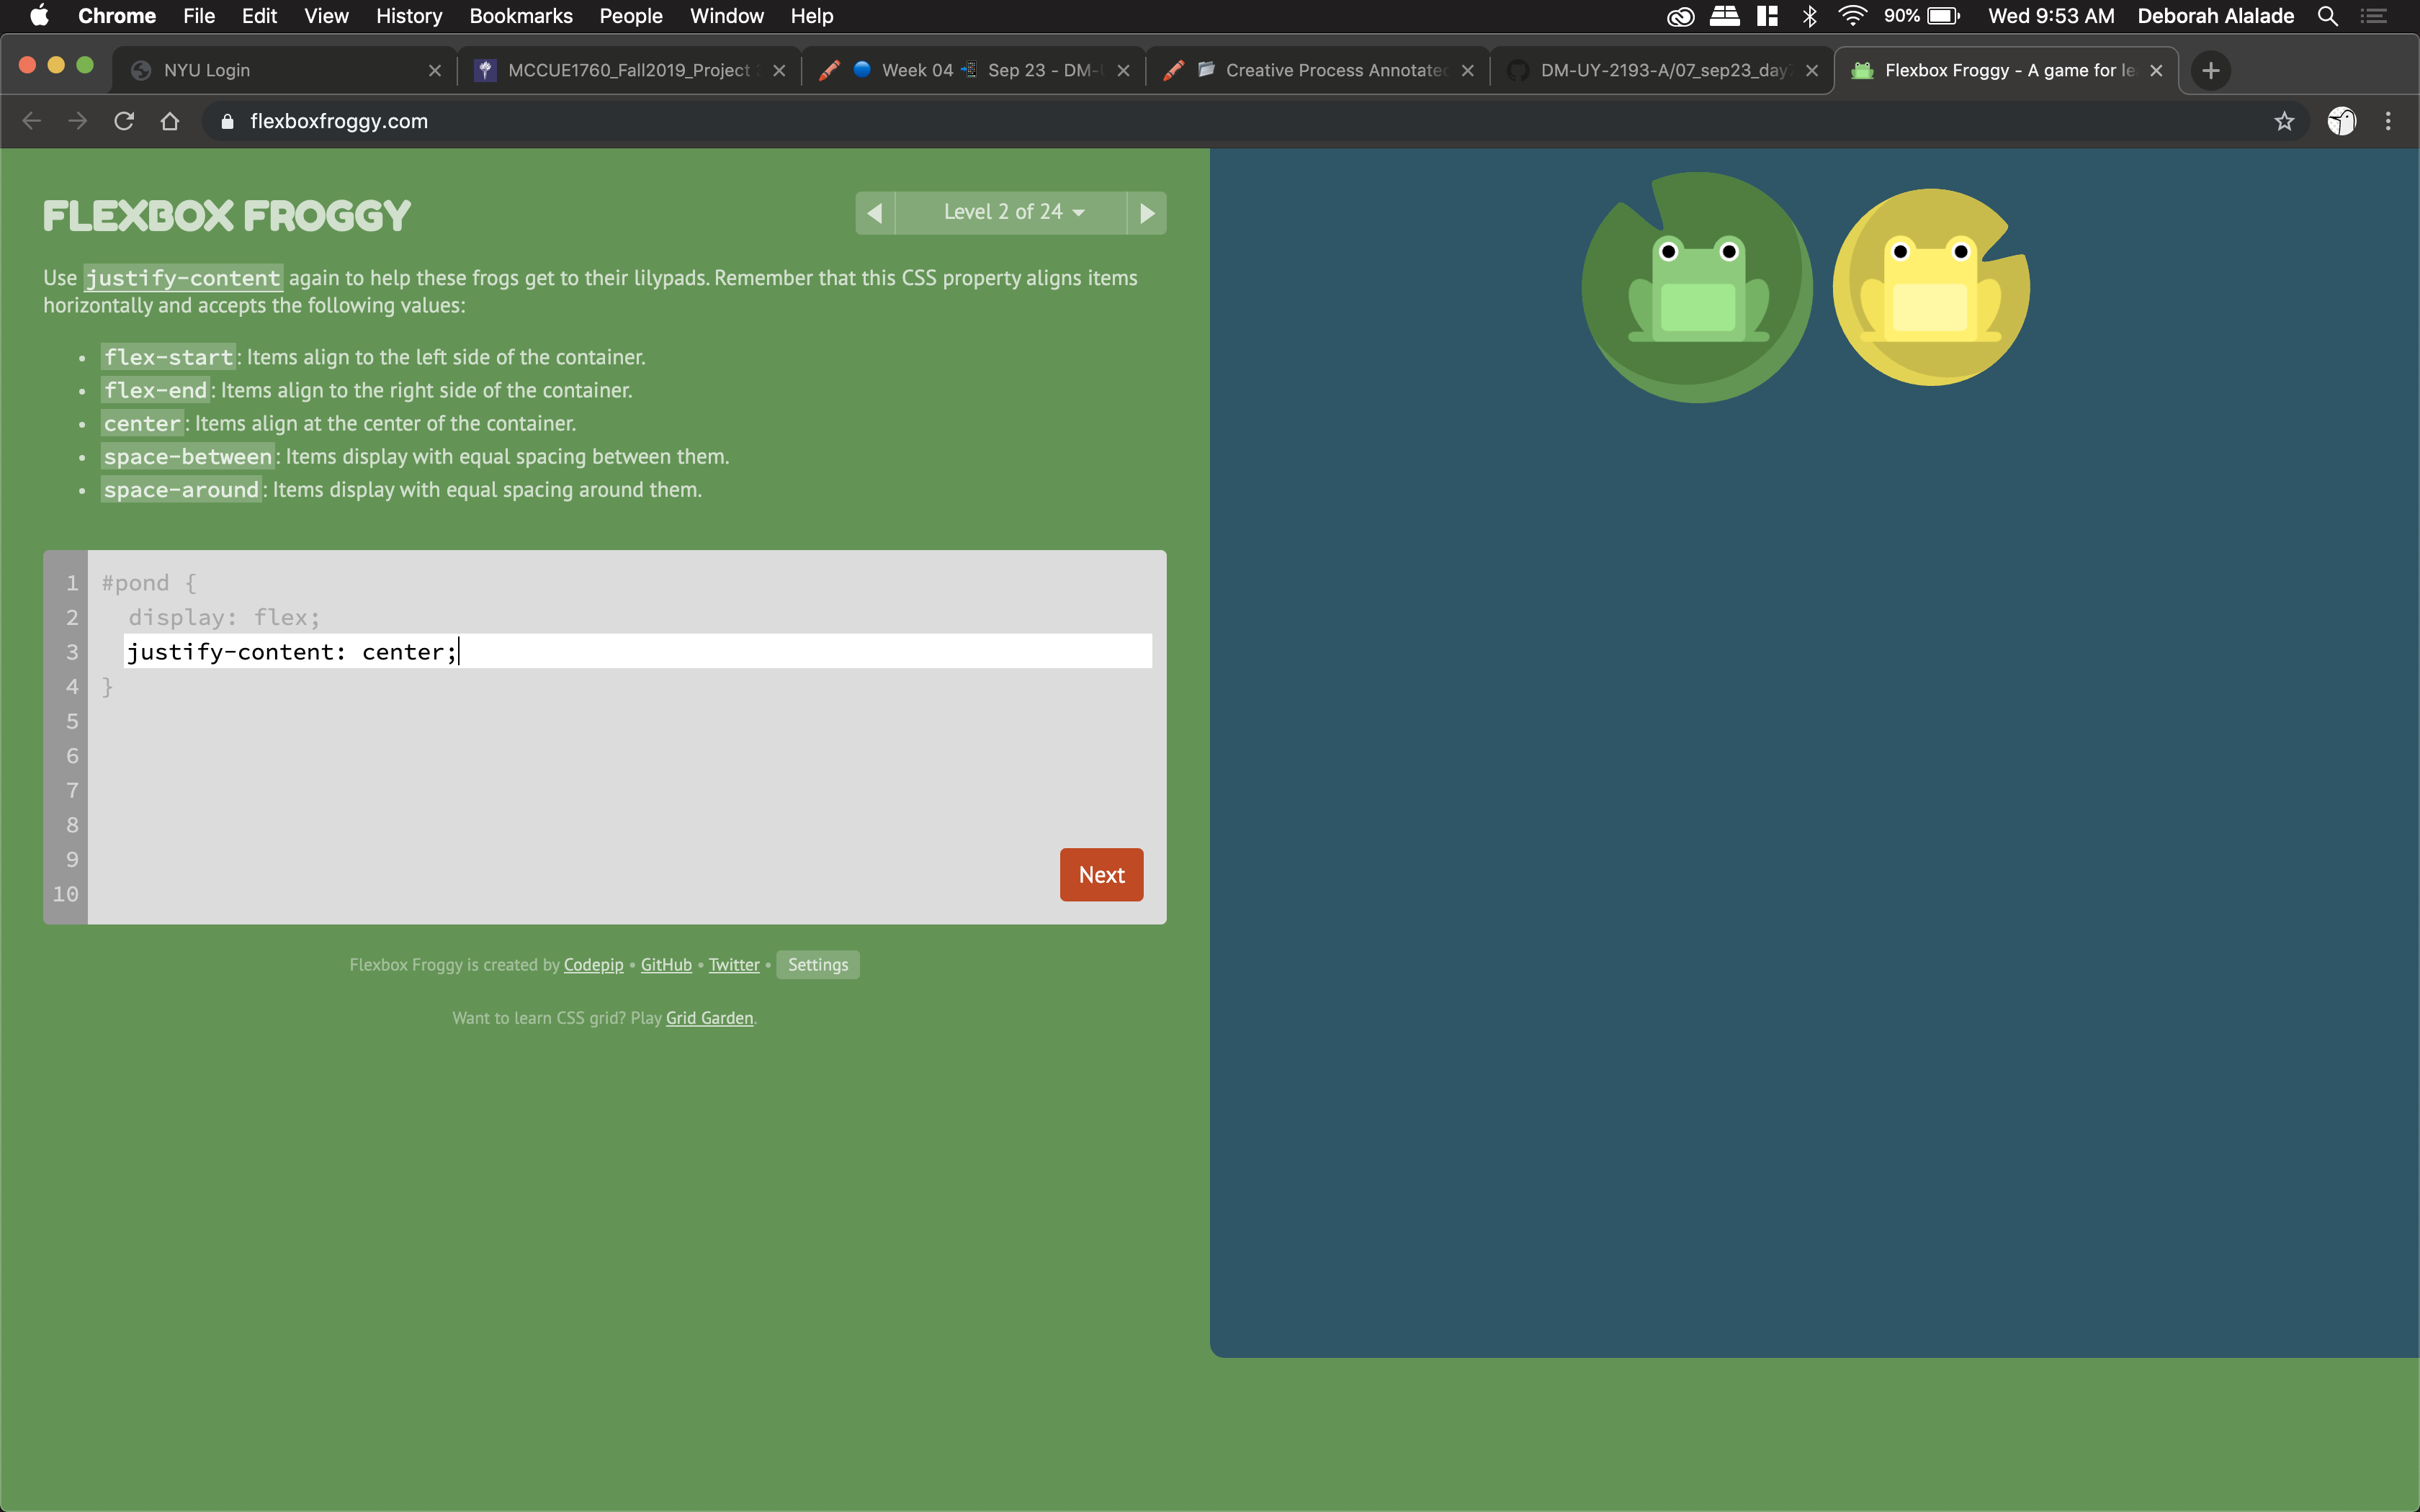 Chrome File Edit View History Bookmarks People Window Help 90% Wed 9:53 AM Deborah Alalade
NYU Login MCCUE1760_Fall2019_Project Week 04 Sep 23 - DM-U Creative Process Annotated DM-UY-2193-A/07_sep23_day Flexbox Froggy - A game for le
flexboxfroggy.com
FLEXBOX FROGGY
Level 2 of 24
Use justify-content again to help these frogs get to their lilypads. Remember that this CSS property aligns items
horizontally and accepts the following values:
• flex-start: Items align to the left side of the container.
• flex-end: Items align to the right side of the container.
• center: Items align at the center of the container.
• space-between: Items display with equal spacing between them.
• space-around: Items display with equal spacing around them.
1 #pond {
2 display: flex;
3 justify-content: center;
4 }
5
6
7
8
9
10
Next
Flexbox Froggy is created by Codepip • GitHub • Twitter • Settings
Want to learn CSS grid? Play Grid Garden.